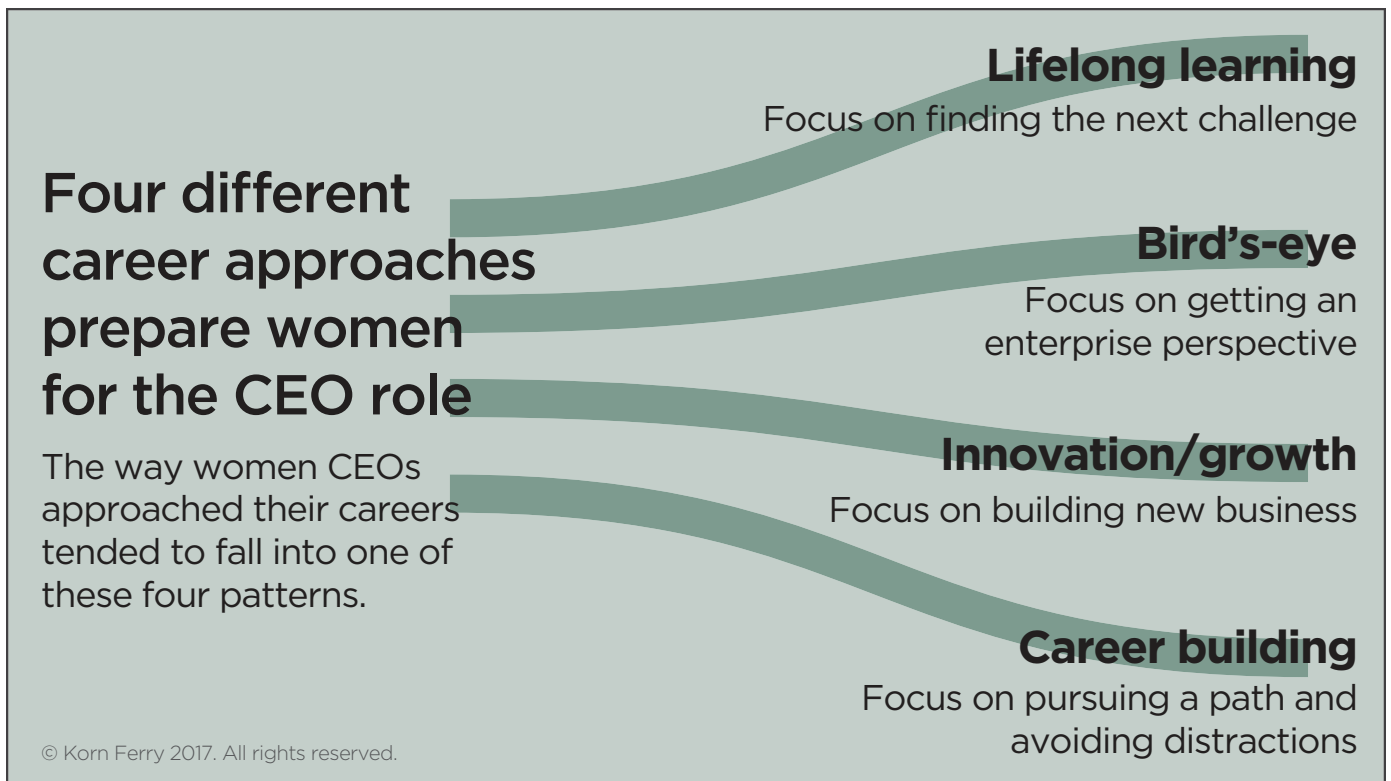 Four different
career approaches
prepare women
for the CEO role
The way women CEOs
approached their careers
tended to fall into one of
these four patterns.
Lifelong learning
Focus on finding the next challenge
Bird’s-eye
Focus on getting an
enterprise perspective
Innovation/growth
Focus on building new business
Career building
Focus on pursuing a path and
avoiding distractions
© Korn Ferry 2017. All rights reserved.